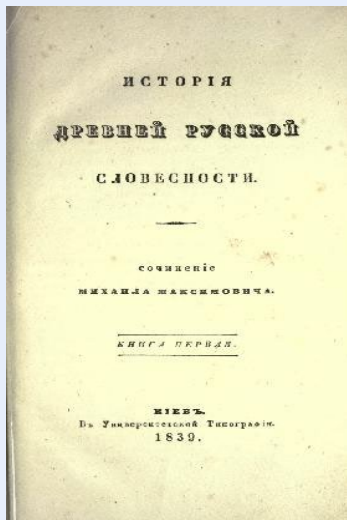 ИСТОРІЯ
ДРЕВНЕЙ РУССКОЙ
СЛОВЕСНОСТИ.
СОЧИНЕНІЕ
МИХАИЛА МАКСИМОВИЧА.
КНИГА ПЕРВАЯ.
КІЕВЪ.
Въ Университетской Типографіи.
1839.